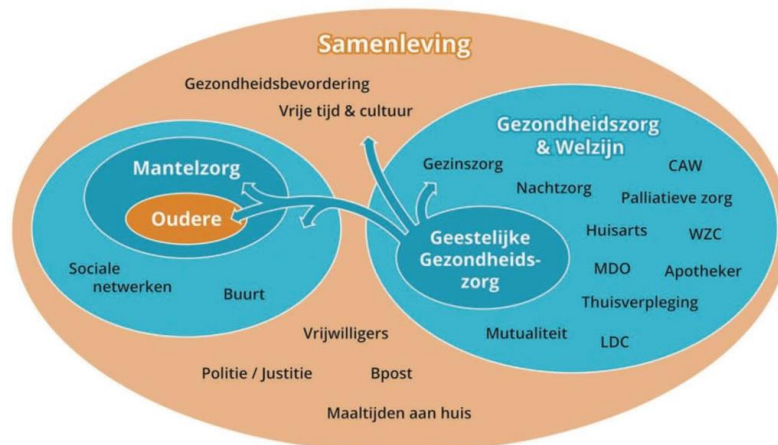 Samenleving
Gezondheidsbevordering
Vrije tijd & cultuur
Mantelzorg
Oudere
Sociale
netwerken
Buurt
Gezondheidszorg
& Welzijn
Gezinszorg
CAW
Nachtzorg
Palliatieve zorg
Huisarts
WZC
Geestelijke
Gezondheids-
zorg
MDO
Apotheker
Thuisverpleging
Mutualiteit
LDC
Vrijwilligers
Politie / Justitie
Bpost
Maaltijden aan huis